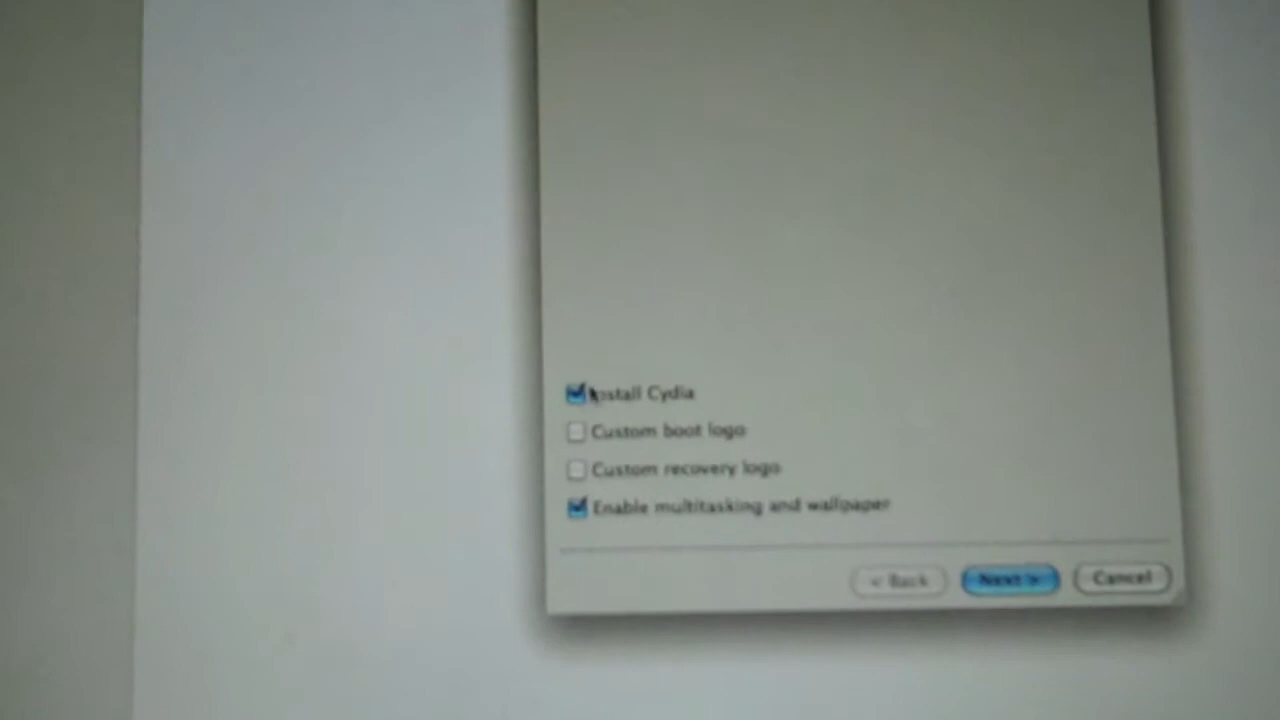 Install Cydia
Custom boot logo
Custom recovery logo
Enable multitasking and wallpaper
< Back
Next >
Cancel